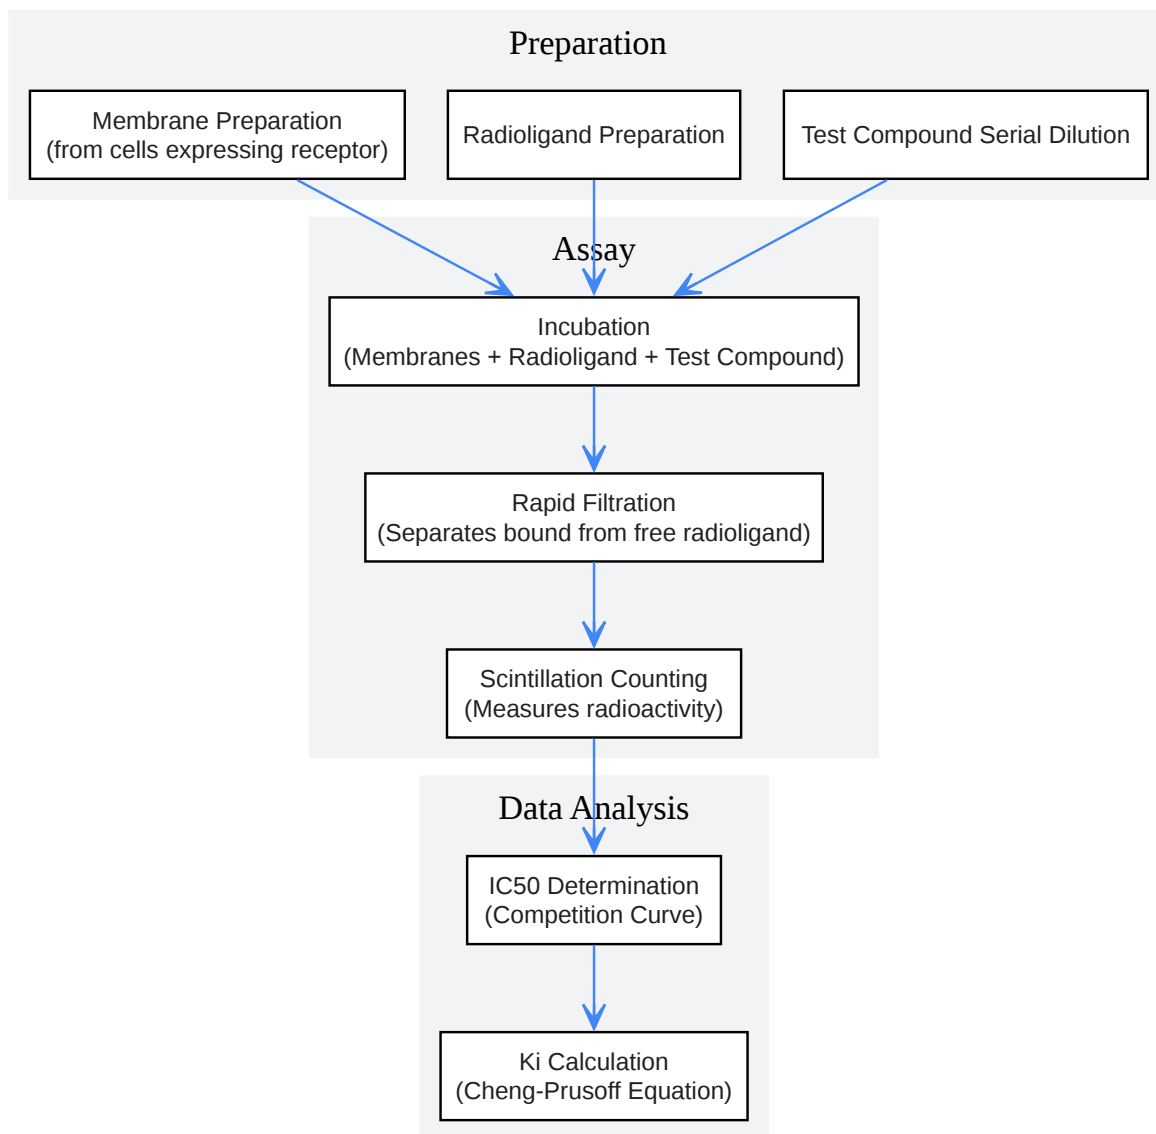 Preparation
Membrane Preparation
(from cells expressing receptor)
Radioligand Preparation
Test Compound Serial Dilution
Assay
Incubation
(Membranes + Radioligand + Test Compound)
Rapid Filtration
(Separates bound from free radioligand)
Scintillation Counting
(Measures radioactivity)
Data Analysis
IC50 Determination
(Competition Curve)
Ki Calculation
(Cheng-Prusoff Equation)